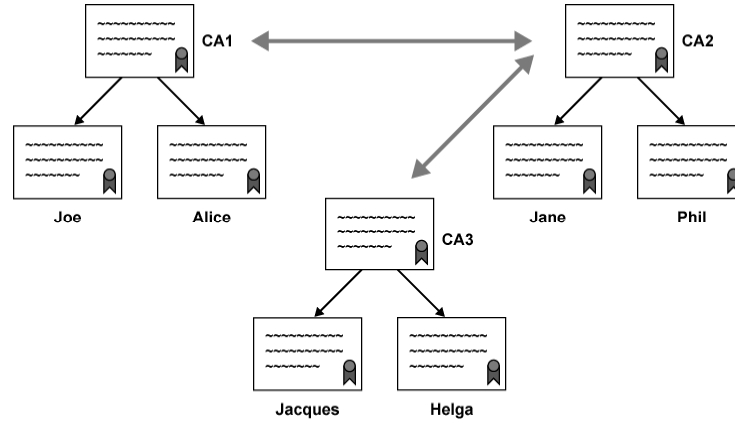 CA1
CA2
Joe
Alice
Jane
Phil
CA3
Jacques
Helga